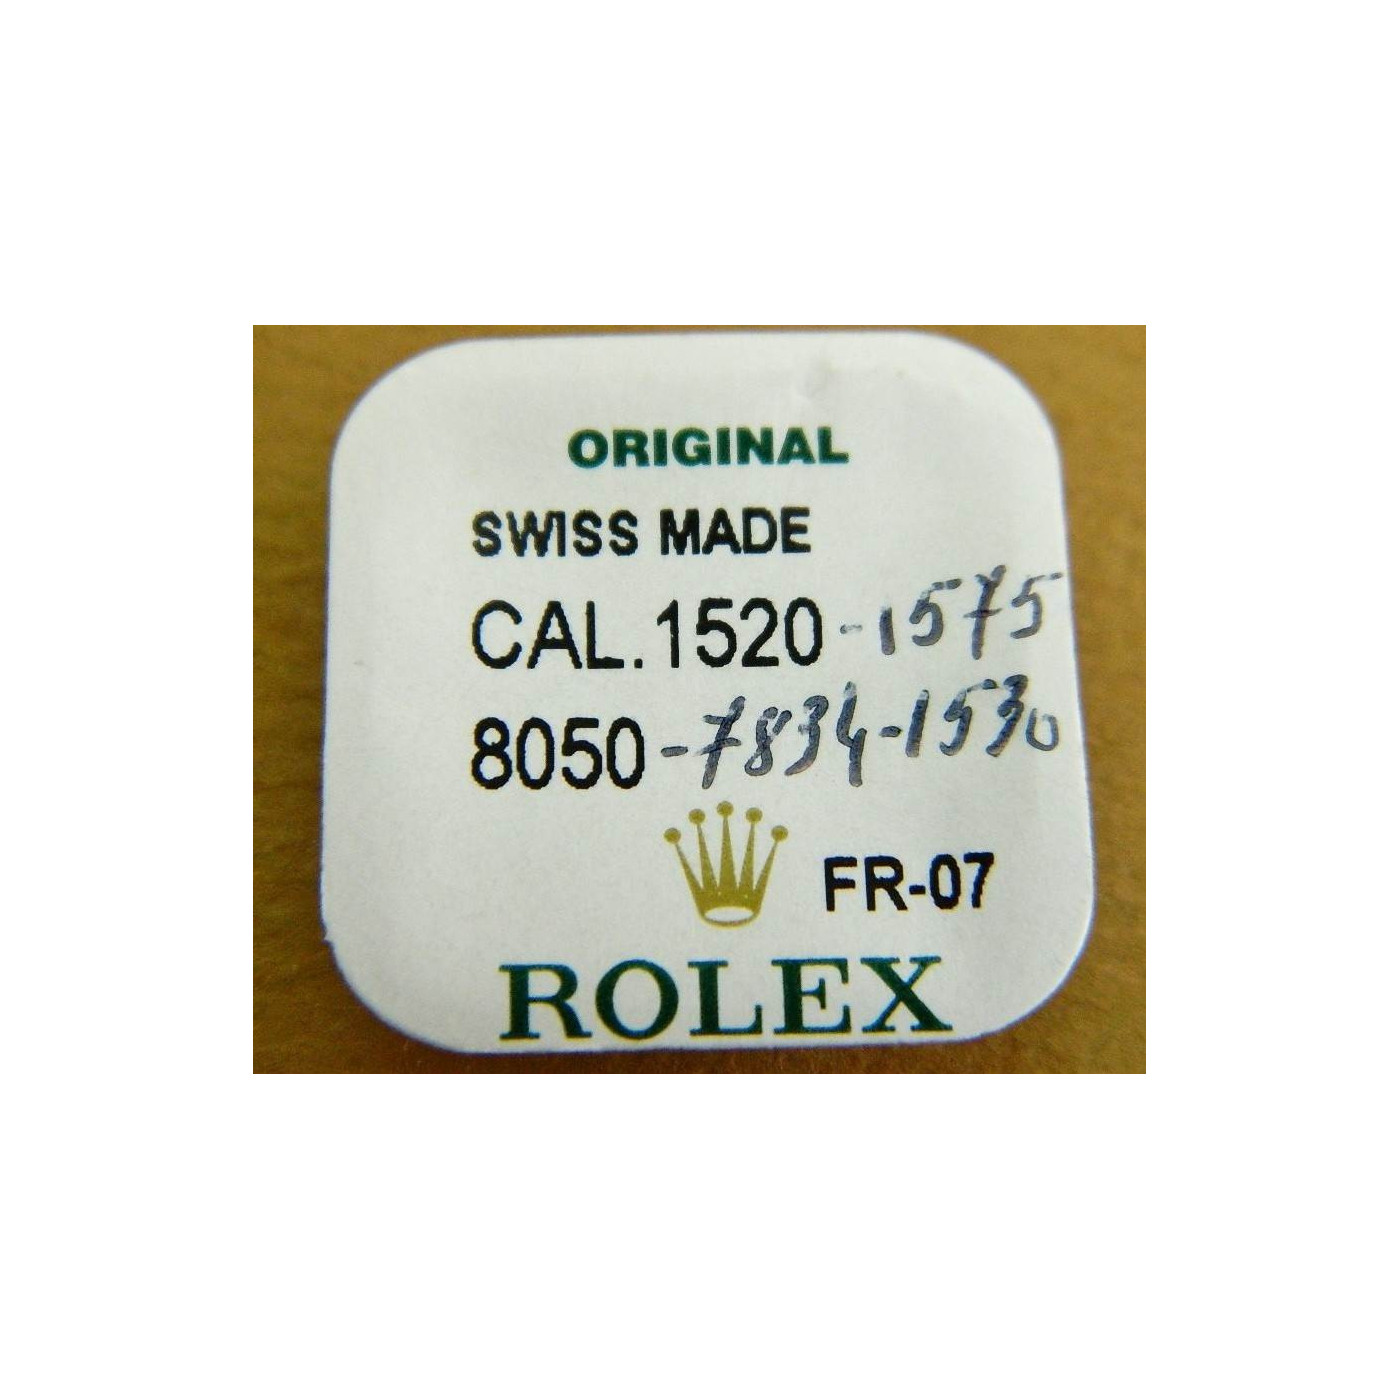 ORIGINAL
SWISS MADE
CAL.1520-1575
8050-7834-1530
FR-07
ROLEX